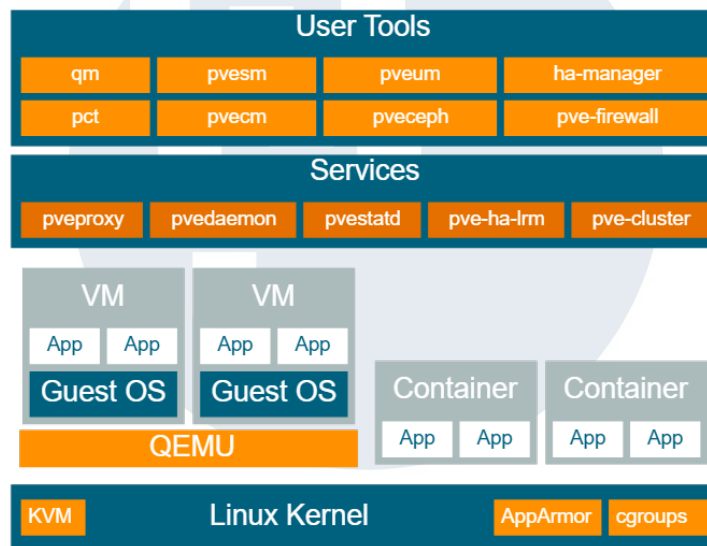 User Tools
qm pvesm pveum ha-manager
pct pvecm pveceph pve-firewall
Services
pveproxy pvedaemon pvestatd pve-ha-lrm pve-cluster
VM VM
App App App App
Guest OS Guest OS
Container Container
App App App App
QEMU
KVM Linux Kernel AppArmor cgroups